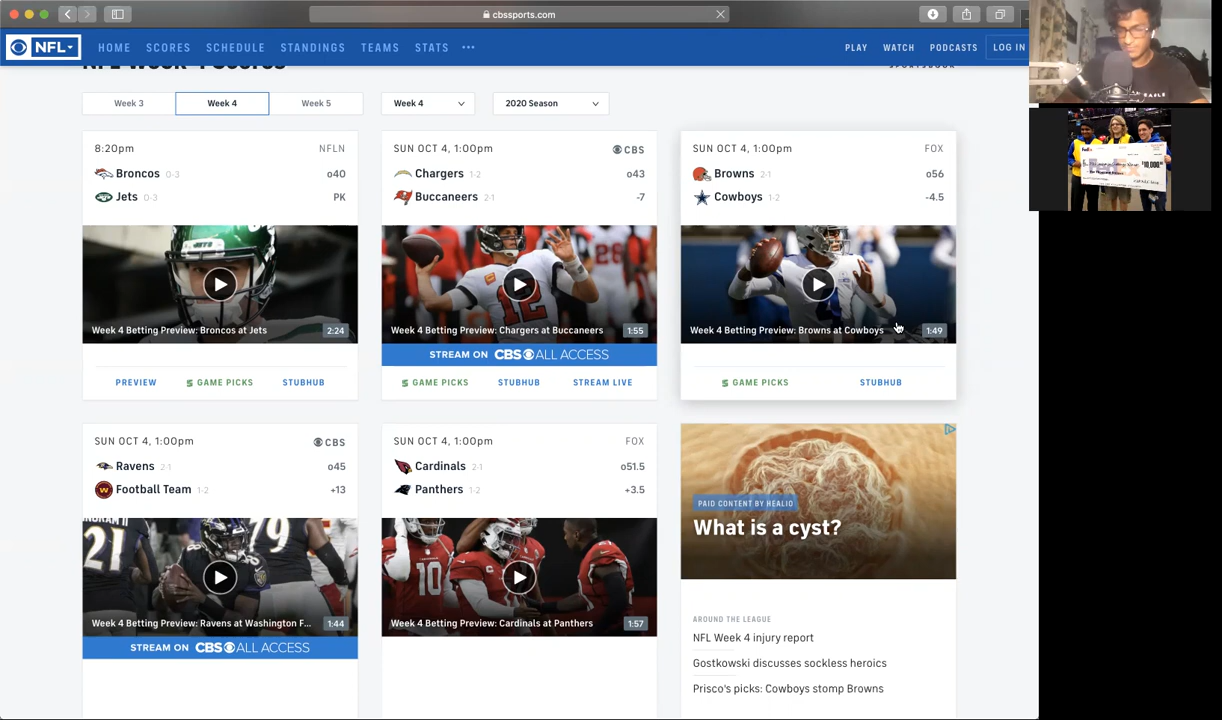 cbssports.com
NFL HOME SCORES SCHEDULE STANDINGS TEAMS STATS PLAY WATCH PODCASTS LOG IN
Week 3 Week 4 Week 5 Week 4 2020 Season
8:20pm NFLN
Broncos 0-3 o40
Jets 0-3 PK
JETS
Week 4 Betting Preview: Broncos at Jets 2:24
PREVIEW GAME PICKS STUBHUB
SUN OCT 4, 1:00pm CBS
Chargers 1-2 o43
Buccaneers 2-1 -7
12
Week 4 Betting Preview: Chargers at Buccaneers 1:55
STREAM ON CBS ALL ACCESS
GAME PICKS STUBHUB STREAM LIVE
SUN OCT 4, 1:00pm FOX
Browns 2-1 o56
Cowboys 1-2 -4.5
Week 4 Betting Preview: Browns at Cowboys 1:49
GAME PICKS STUBHUB
SUN OCT 4, 1:00pm CBS
Ravens 2-1 o45
Football Team 1-2 +13
21 79
Week 4 Betting Preview: Ravens at Washington F... 1:44
STREAM ON CBS ALL ACCESS
SUN OCT 4, 1:00pm FOX
Cardinals 2-1 o51.5
Panthers 1-2 +3.5
10
Week 4 Betting Preview: Cardinals at Panthers 1:57
PAID CONTENT BY HEALIO
What is a cyst?
AROUND THE LEAGUE
NFL Week 4 injury report
Gostkowski discusses sockless heroics
Prisco's picks: Cowboys stomp Browns
FedEx
10,000